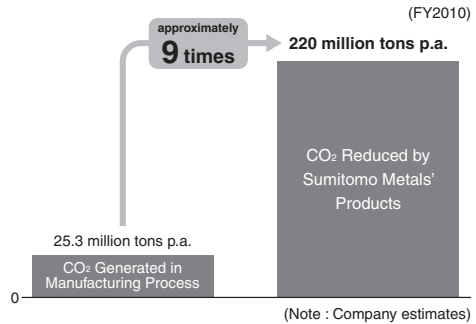 (FY2010)
approximately
9 times
220 million tons p.a.
CO₂ Reduced by
Sumitomo Metals'
Products
25.3 million tons p.a.
CO₂ Generated in
Manufacturing Process
0
(Note : Company estimates)